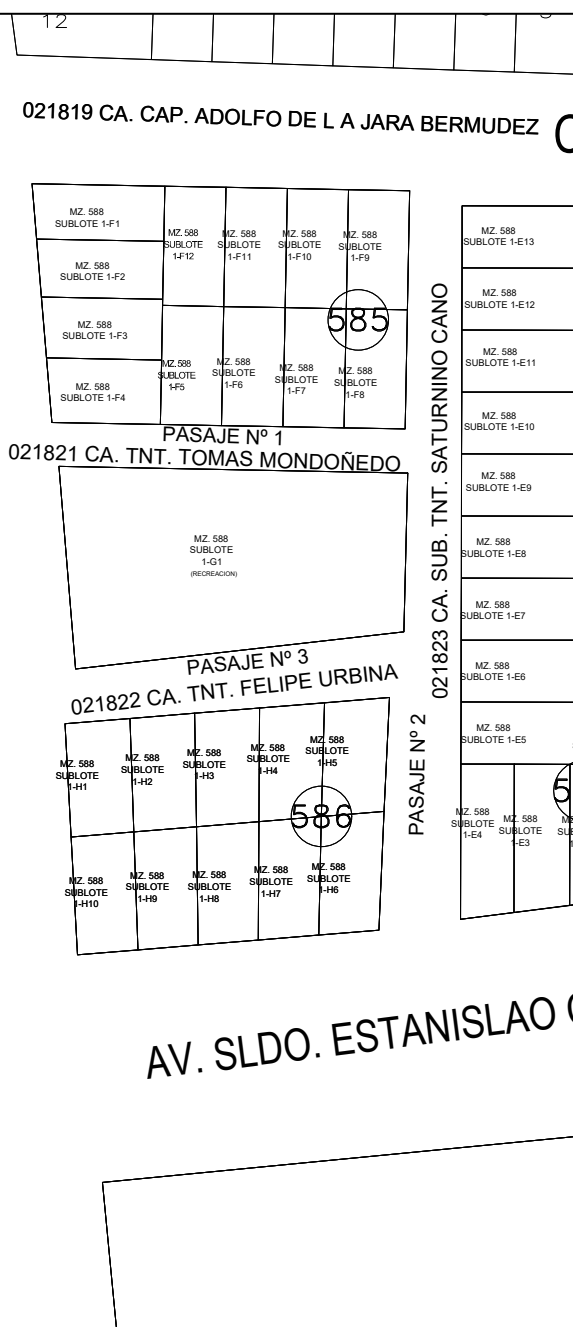 12
021819 CA. CAP. ADOLFO DE L A JARA BERMUDEZ
MZ. 588
SUBLOTE 1-F1
MZ. 588
SUBLOTE 1-F2
MZ. 588
SUBLOTE 1-F3
MZ. 588
SUBLOTE 1-F4
MZ. 588
SUBLOTE
1-F12
MZ. 588
SUBLOTE
1-F11
MZ. 588
SUBLOTE
1-F10
MZ. 588
SUBLOTE
1-F9
585
MZ. 588
SUBLOTE
1-F5
MZ. 588
SUBLOTE
1-F6
MZ. 588
SUBLOTE
1-F7
MZ. 588
SUBLOTE
1-F8
PASAJE Nº 1
021821 CA. TNT. TOMAS MONDOÑEDO
MZ. 588
SUBLOTE
1-G1
(RECREACION)
PASAJE Nº 3
021822 CA. TNT. FELIPE URBINA
MZ. 588
SUBLOTE
1-H1
MZ. 588
SUBLOTE
1-H2
MZ. 588
SUBLOTE
1-H3
MZ. 588
SUBLOTE
1-H4
MZ. 588
SUBLOTE
1-H5
586
MZ. 588
SUBLOTE
1-H10
MZ. 588
SUBLOTE
1-H9
MZ. 588
SUBLOTE
1-H8
MZ. 588
SUBLOTE
1-H7
MZ. 588
SUBLOTE
1-H6
021823 CA. SUB. TNT. SATURNINO CANO
PASAJE Nº 2
MZ. 588
SUBLOTE 1-E13
MZ. 588
SUBLOTE 1-E12
MZ. 588
SUBLOTE 1-E11
MZ. 588
SUBLOTE 1-E10
MZ. 588
SUBLOTE 1-E9
MZ. 588
SUBLOTE 1-E8
MZ. 588
SUBLOTE 1-E7
MZ. 588
SUBLOTE 1-E6
MZ. 588
SUBLOTE 1-E5
MZ. 588
SUBLOTE
1-E4
MZ. 588
SUBLOTE
1-E3
5
AV. SLDO. ESTANISLAO